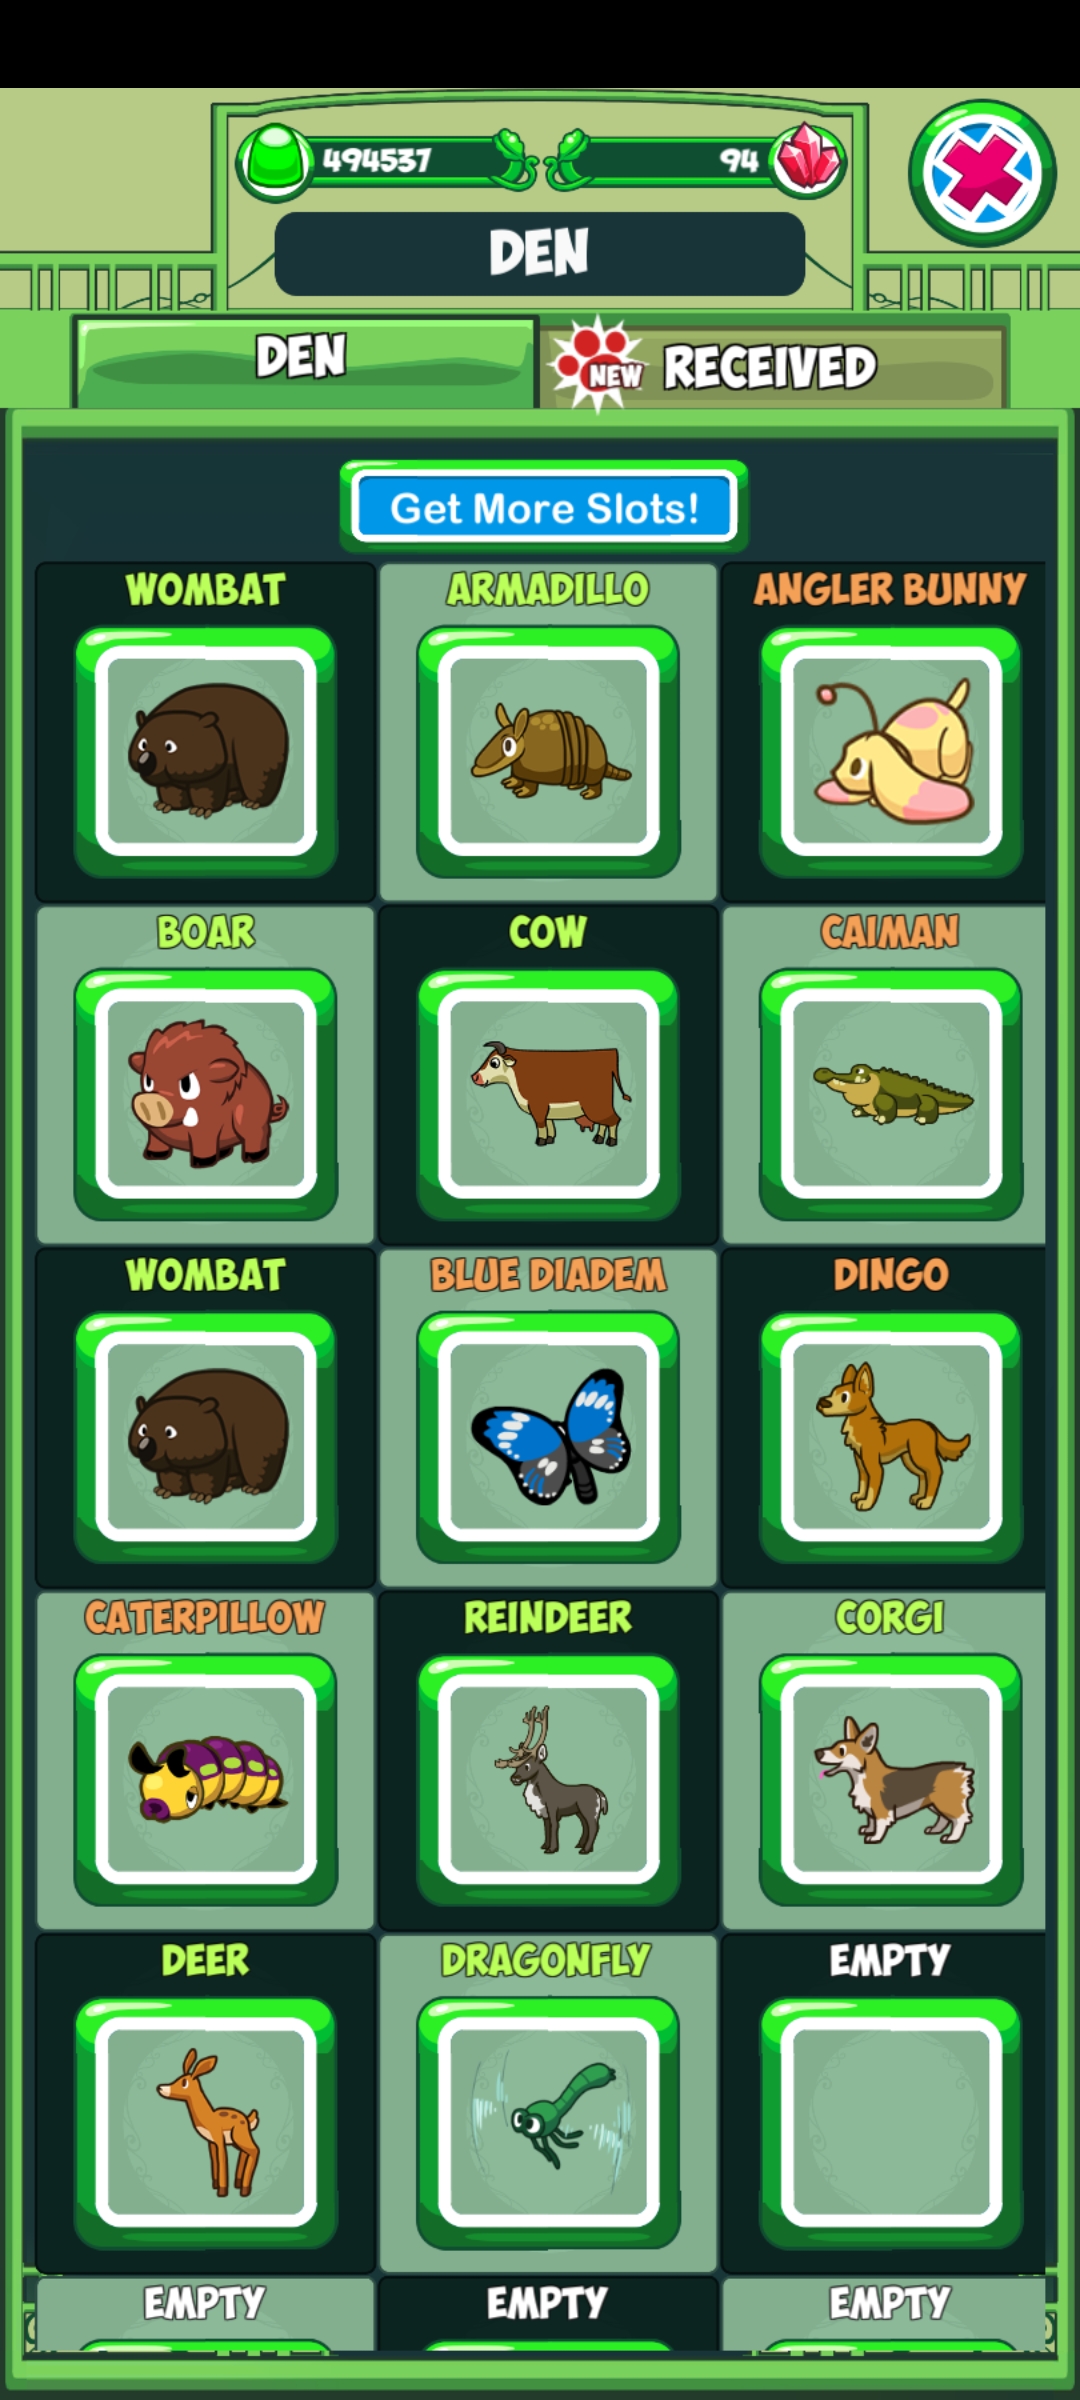 494537
94
DEN
DEN
NEW RECEIVED
Get More Slots!
WOMBAT
ARMADILLO
ANGLER BUNNY
BOAR
COW
CAIMAN
WOMBAT
BLUE DIADEM
DINGO
CATERPILLOW
REINDEER
CORGI
DEER
DRAGONFLY
EMPTY
EMPTY
EMPTY
EMPTY